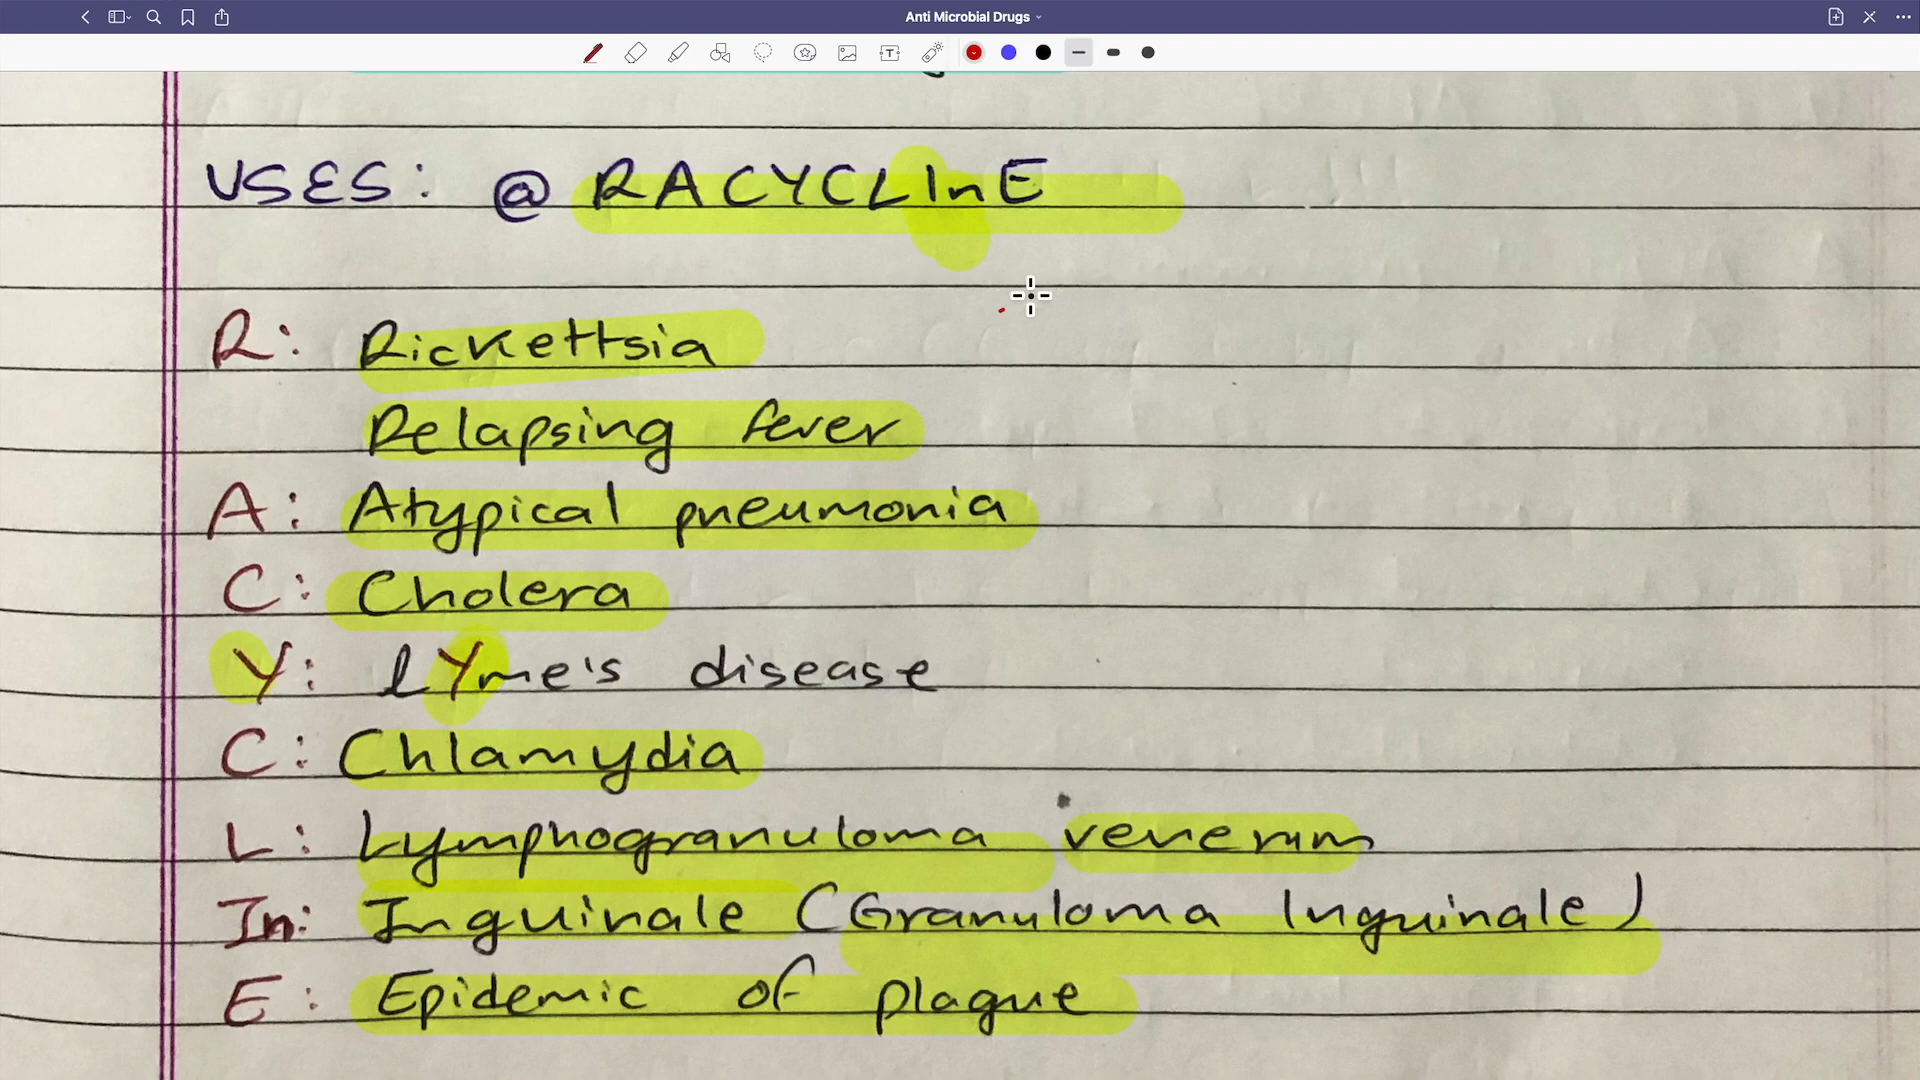 Anti Microbial Drugs
USES: @ RACYCLInE
R: Rickettsia
Relapsing fever
A: Atypical pneumonia
C: Cholera
Y: lYme's disease
C: Chlamydia
L: Lymphogranuloma venerum
In: Inguinale (Granuloma Inguinale)
E: Epidemic of plague